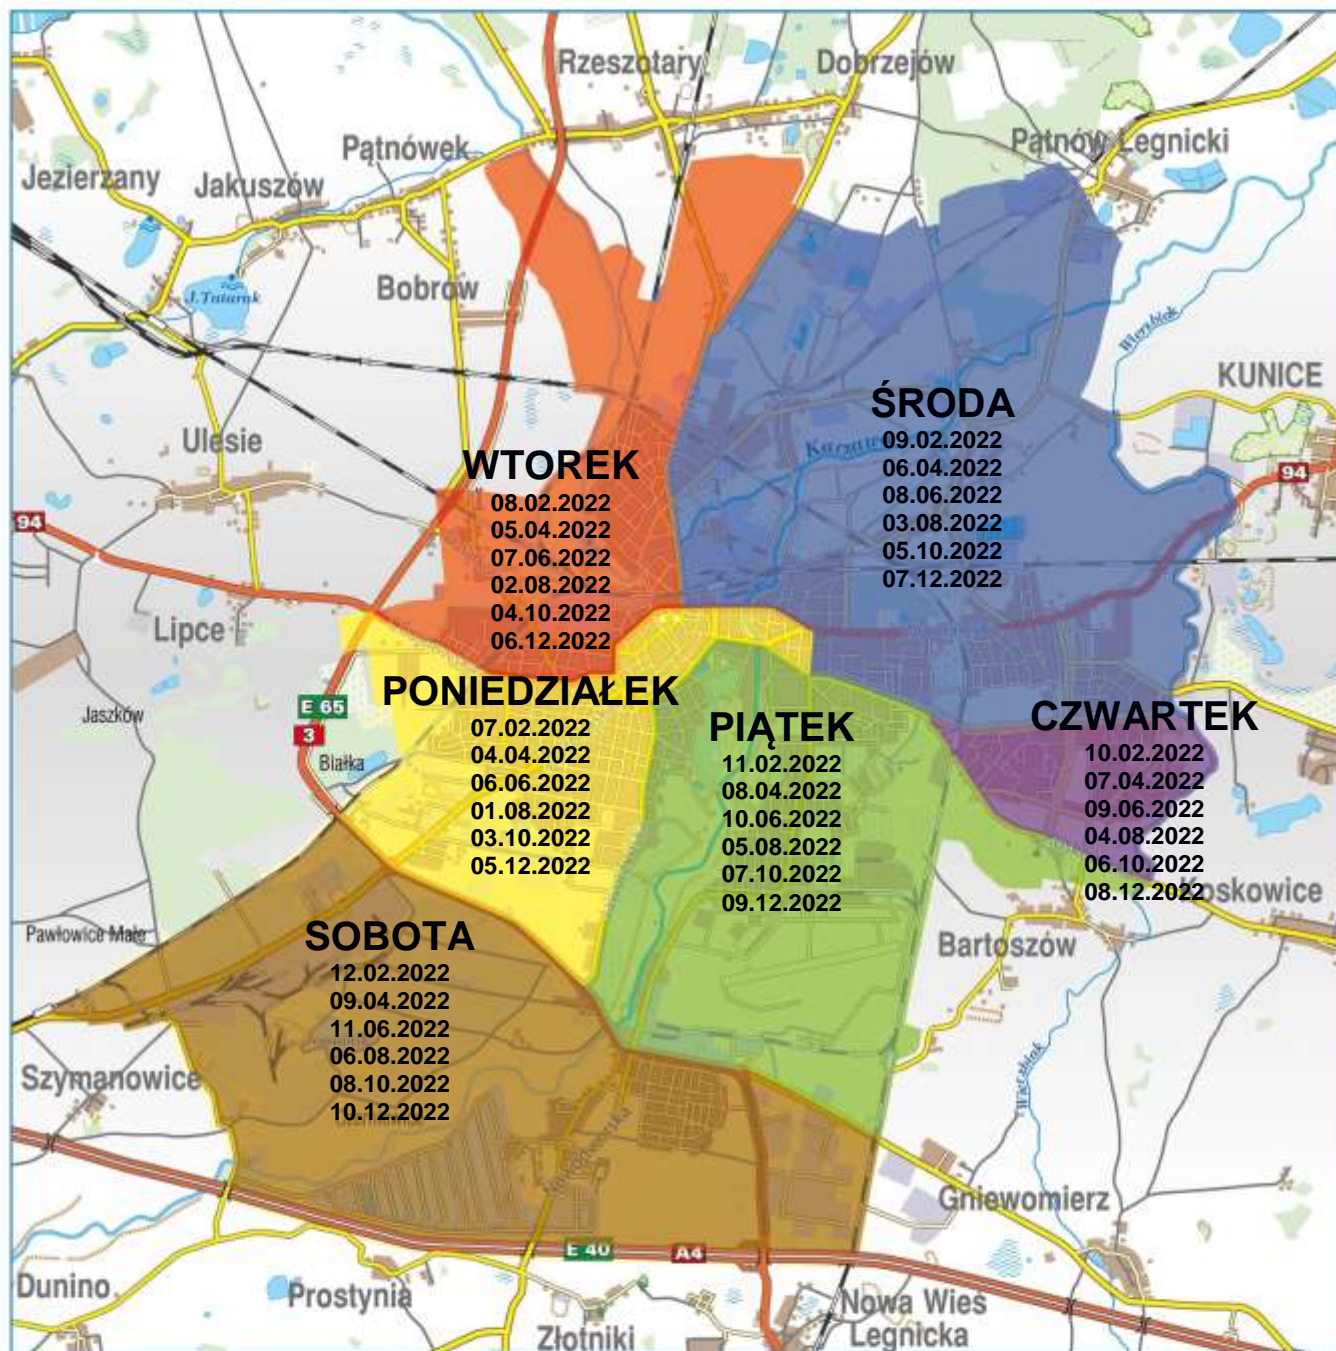 Rzeszotary
Dobrzejów
Pątnówek
Pątnów Legnicki
Jezierzany
Jakuszów
J.Tatarak
Bobrów
Wierzbiak
KUNICE
ŚRODA
09.02.2022
06.04.2022
08.06.2022
03.08.2022
05.10.2022
07.12.2022
Ulesie
WTOREK
08.02.2022
05.04.2022
07.06.2022
02.08.2022
04.10.2022
06.12.2022
94
94
Lipce
E 65
3
Jaszków
Białka
PONIEDZIAŁEK
07.02.2022
04.04.2022
06.06.2022
01.08.2022
03.10.2022
05.12.2022
PIĄTEK
11.02.2022
08.04.2022
10.06.2022
05.08.2022
07.10.2022
09.12.2022
CZWARTEK
10.02.2022
07.04.2022
09.06.2022
04.08.2022
06.10.2022
08.12.2022
Koskowice
Pawłowice Małe
Bartoszów
SOBOTA
12.02.2022
09.04.2022
11.06.2022
06.08.2022
08.10.2022
10.12.2022
Szymanowice
Wierzbiak
Gniewomierz
E 40
A4
Dunino
Prostynia
Złotniki
Nowa Wieś
Legnicka